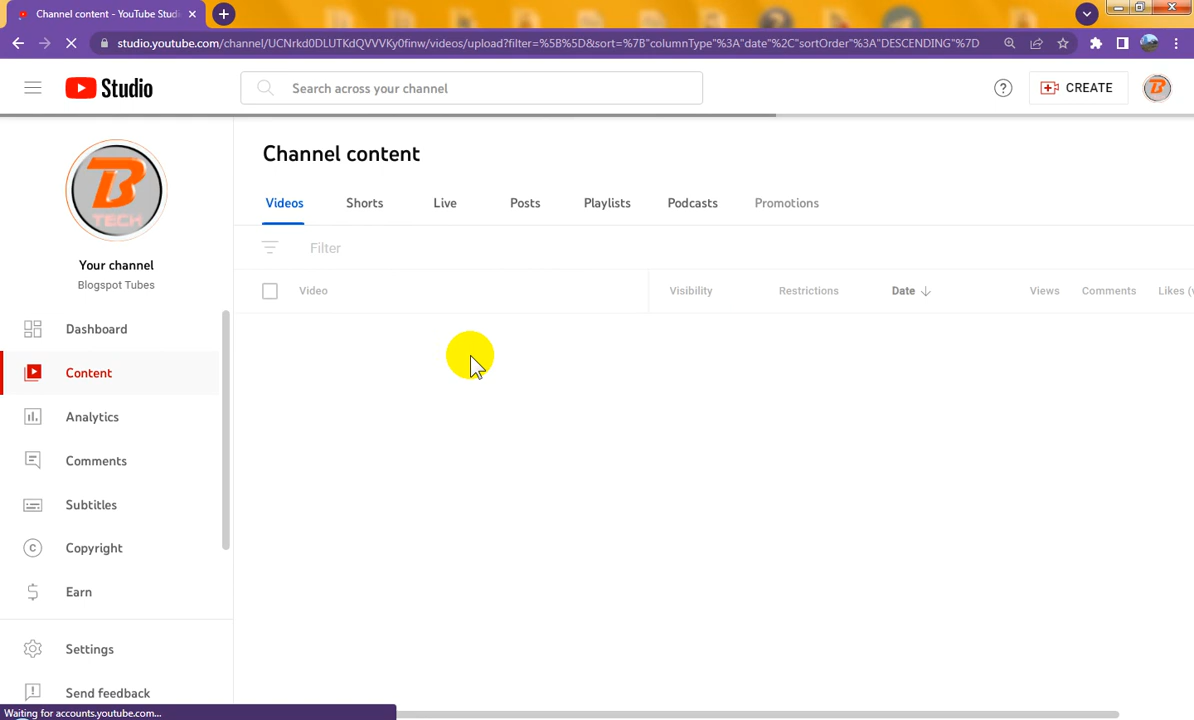 Channel content - YouTube Stud
studio.youtube.com/channel/UCNrkd0DLUTKdQVVVKy0finw/videos/upload?filter=%5B%5D&sort=%7B"columnType"%3A"date"%2C"sortOrder"%3A"DESCENDING"%7D
Studio
Search across your channel
CREATE
B
TECH
Channel content
Videos
Shorts
Live
Posts
Playlists
Podcasts
Promotions
Filter
Video
Visibility
Restrictions
Date
Views
Comments
Likes (v
Your channel
Blogspot Tubes
Dashboard
Content
Analytics
Comments
Subtitles
Copyright
Earn
Settings
Send feedback
Waiting for accounts.youtube.com...